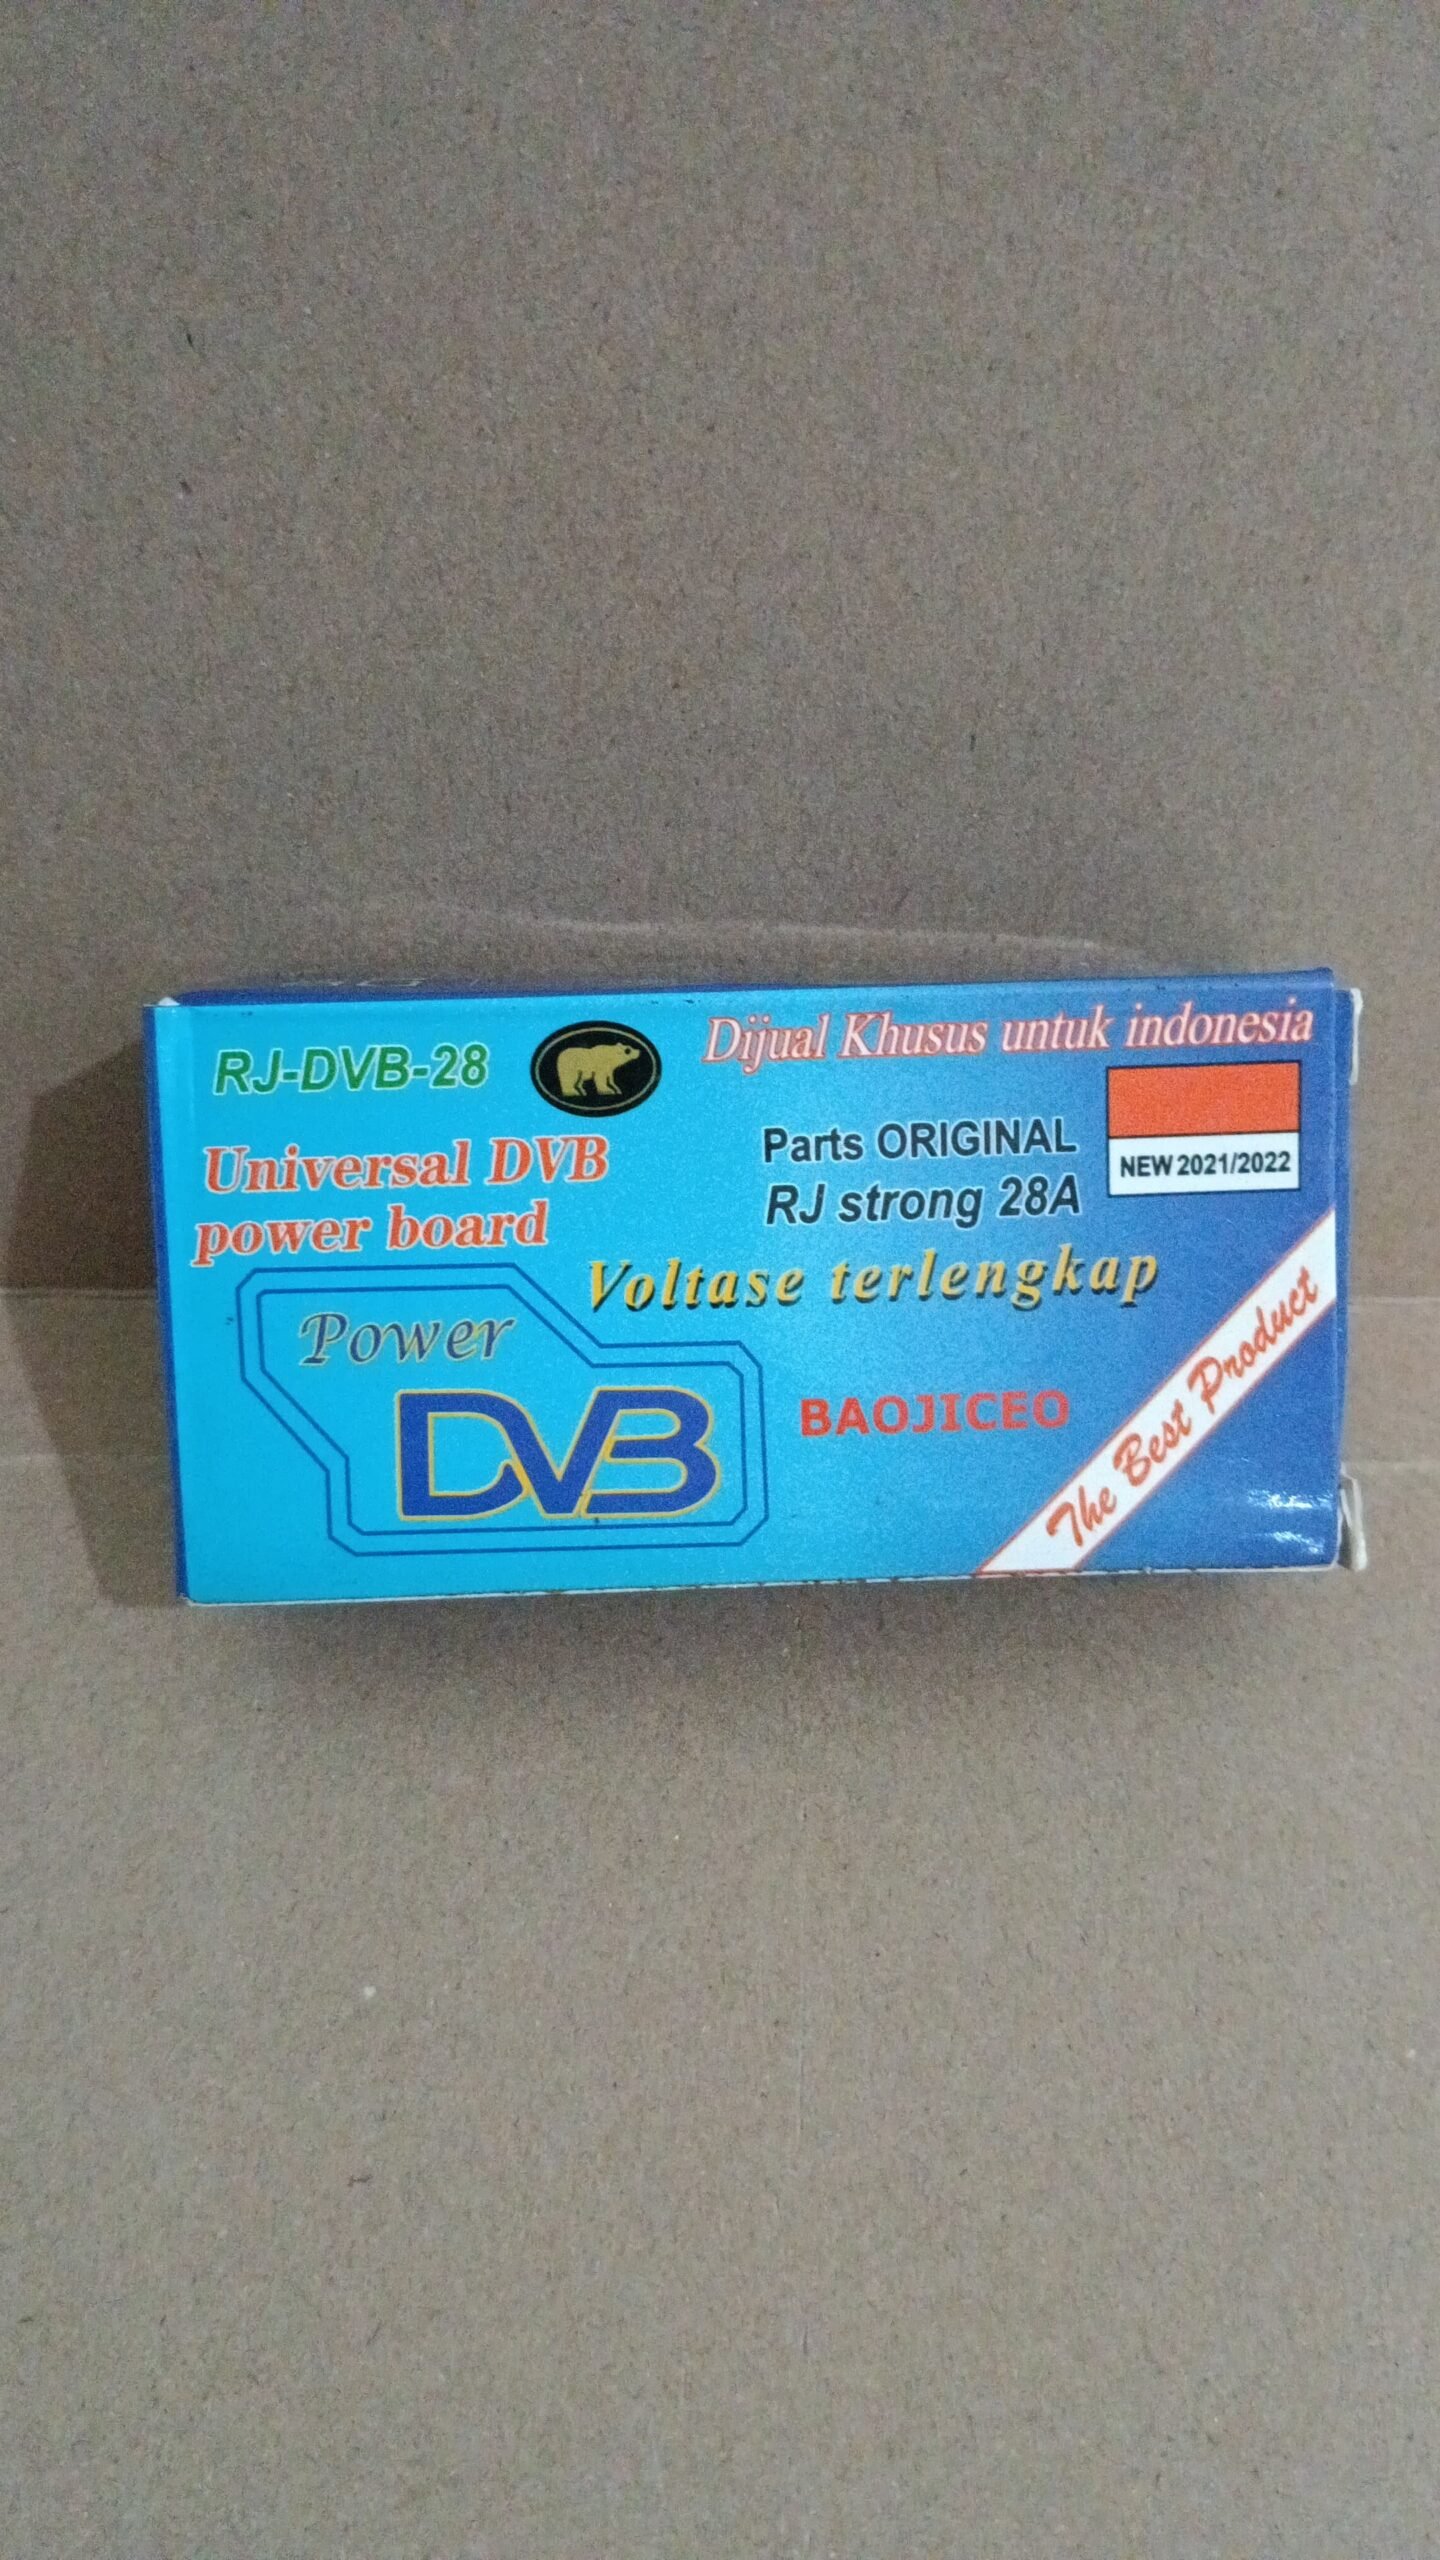 RJ-DVB-28
Dijual Khusus untuk indonesia
Universal DVB
power board
Parts ORIGINAL
RJ strong 28A
NEW 2021/2022
Voltase terlengkap
Power
DVB
BAOJICEO
The Best Product